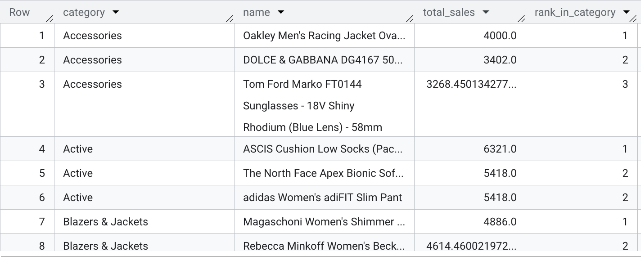 Row category name total_sales rank_in_category
1 Accessories Oakley Men's Racing Jacket Ova... 4000.0 1
2 Accessories DOLCE & GABBANA DG4167 50... 3402.0 2
3 Accessories Tom Ford Marko FT0144 3268.450134277... 3
Sunglasses - 18V Shiny
Rhodium (Blue Lens) - 58mm
4 Active ASCIS Cushion Low Socks (Pac... 6321.0 1
5 Active The North Face Apex Bionic Sof... 5418.0 2
6 Active adidas Women's adiFIT Slim Pant 5418.0 2
7 Blazers & Jackets Magaschoni Women's Shimmer ... 4886.0 1
8 Blazers & Jackets Rebecca Minkoff Women's Beck... 4614.460021972... 2